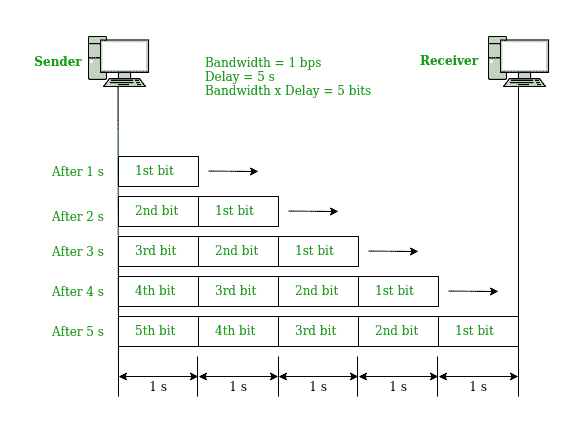 Sender
Receiver
Bandwidth = 1 bps
Delay = 5 s
Bandwidth x Delay = 5 bits
After 1 s 1st bit
After 2 s 2nd bit 1st bit
After 3 s 3rd bit 2nd bit 1st bit
After 4 s 4th bit 3rd bit 2nd bit 1st bit
After 5 s 5th bit 4th bit 3rd bit 2nd bit 1st bit
1 s 1 s 1 s 1 s 1 s